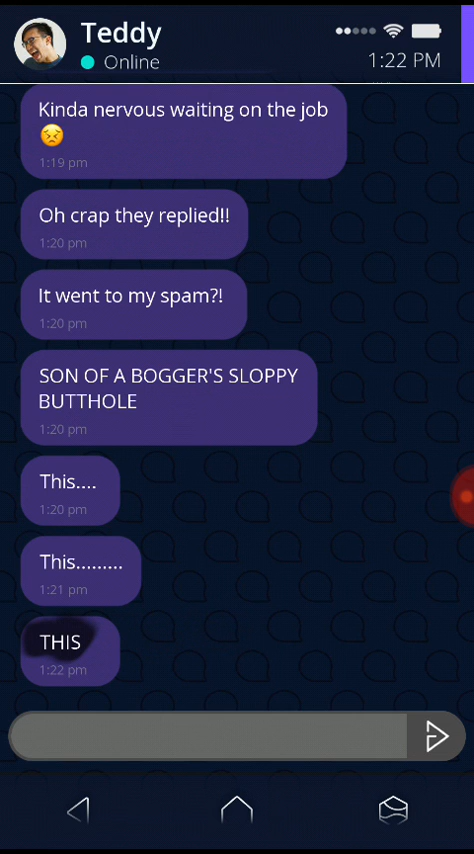 Teddy
Online
1:22 PM
Kinda nervous waiting on the job
😣
1:19 pm
Oh crap they replied!!
1:20 pm
It went to my spam?!
1:20 pm
SON OF A BOGGER'S SLOPPY
BUTTHOLE
1:20 pm
This....
1:20 pm
This.........
1:21 pm
THIS
1:22 pm